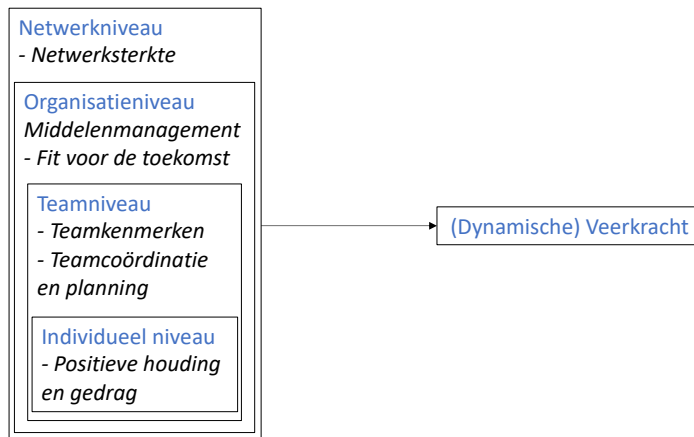 Netwerkniveau
- Netwerksterkte
Organisatieniveau
Middelenmanagement
- Fit voor de toekomst
Teamniveau
- Teamkenmerken
- Teamcoördinatie
en planning
Individueel niveau
- Positieve houding
en gedrag
(Dynamische) Veerkracht